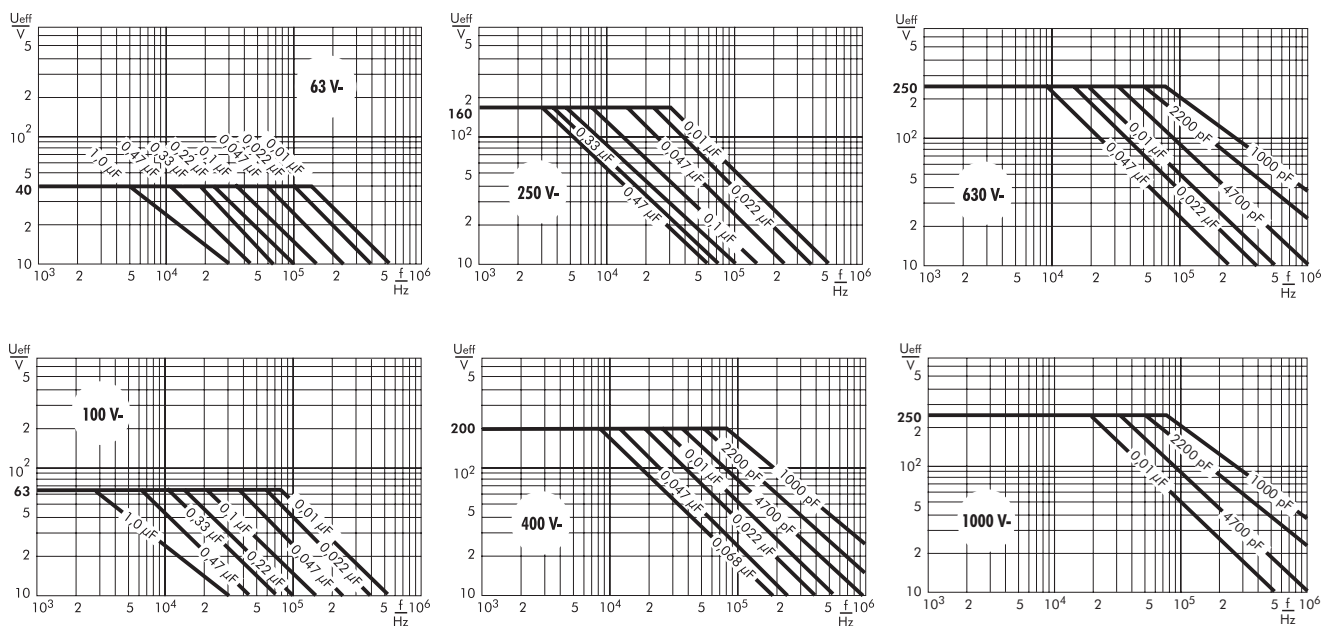 Ueff
V
5
2
10²
5
40
2
10
63 V-
1,0 µF
0,47 µF
0,33 µF
0,22 µF
0,1 µF
0,047 µF
0,022 µF
0,01 µF
10³ 2 5 10⁴ 2 5 10⁵ 2 5 10⁶
f
Hz
Ueff
V
5
2
160
10²
5
2
10
250 V-
0,33 µF
0,47 µF
0,047 µF
0,1 µF
0,01 µF
0,022 µF
10³ 2 5 10⁴ 2 5 10⁵ 2 5 10⁶
f
Hz
Ueff
V
5
250
2
10²
5
2
10
630 V-
0,047 µF
0,01 µF
0,022 µF
2200 pF
4700 pF
1000 pF
10³ 2 5 10⁴ 2 5 10⁵ 2 5 10⁶
f
Hz
Ueff
V
5
2
10²
63
5
2
10
100 V-
1,0 µF
0,33 µF
0,47 µF
0,1 µF
0,22 µF
0,047 µF
0,01 µF
0,022 µF
10³ 2 5 10⁴ 2 5 10⁵ 2 5 10⁶
f
Hz
Ueff
V
5
200
10²
5
2
10
400 V-
0,047 µF
0,068 µF
0,01 µF
0,022 µF
2200 pF
4700 pF
1000 pF
10³ 2 5 10⁴ 2 5 10⁵ 2 5 10⁶
f
Hz
Ueff
V
5
250
2
10²
5
2
10
1000 V-
0,01 µF
2200 pF
4700 pF
1000 pF
10³ 2 5 10⁴ 2 5 10⁵ 2 5 10⁶
f
Hz